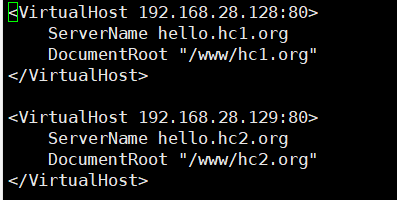 <VirtualHost 192.168.28.128:80>
    ServerName hello.hc1.org
    DocumentRoot "/www/hc1.org"
</VirtualHost>

<VirtualHost 192.168.28.129:80>
    ServerName hello.hc2.org
    DocumentRoot "/www/hc2.org"
</VirtualHost>